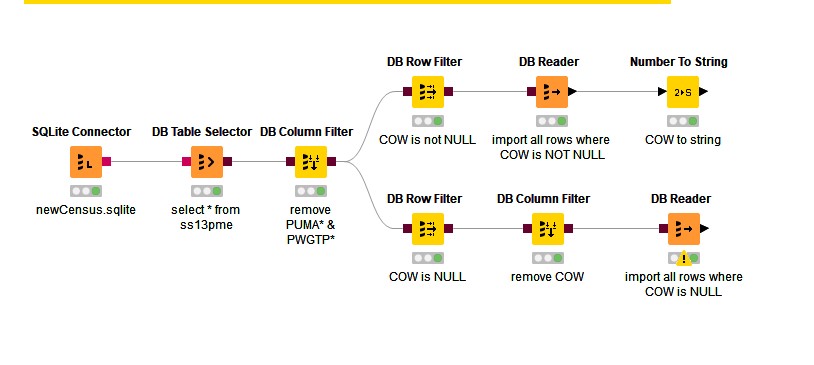 DB Row Filter
DB Reader
Number To String
2▸S
COW is not NULL
import all rows where
COW is NOT NULL
COW to string
SQLite Connector
DB Table Selector
DB Column Filter
L
newCensus.sqlite
select * from
ss13pme
remove
PUMA* &
PWGTP*
DB Row Filter
DB Column Filter
DB Reader
COW is NULL
remove COW
import all rows where
COW is NULL